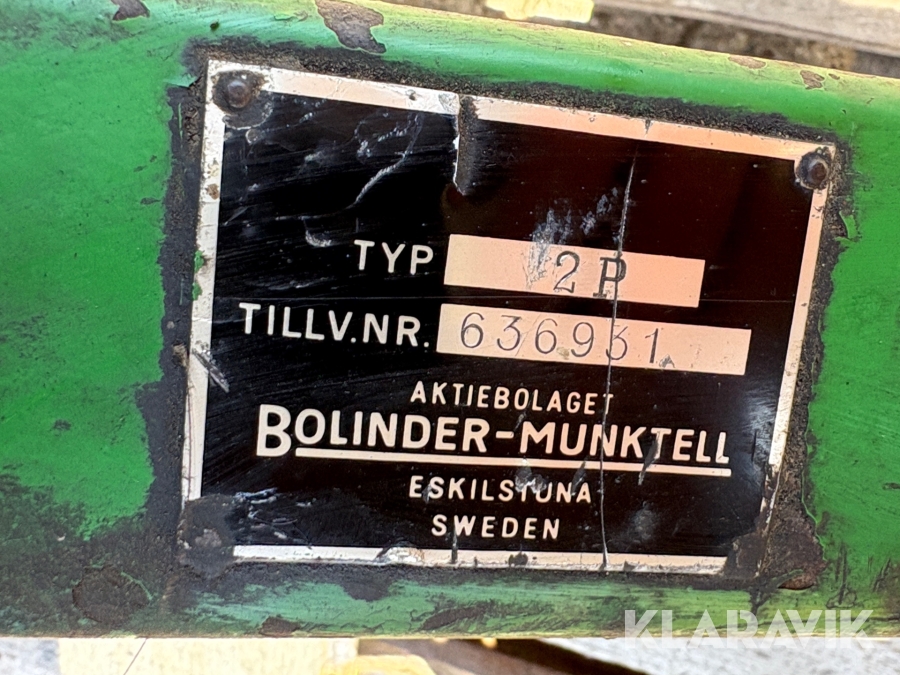 TYP 2P
TILLV.NR. 636931
AKTIEBOLAGET
BOLINDER-MUNKTELL
ESKILSTUNA
SWEDEN
KLARAVIK